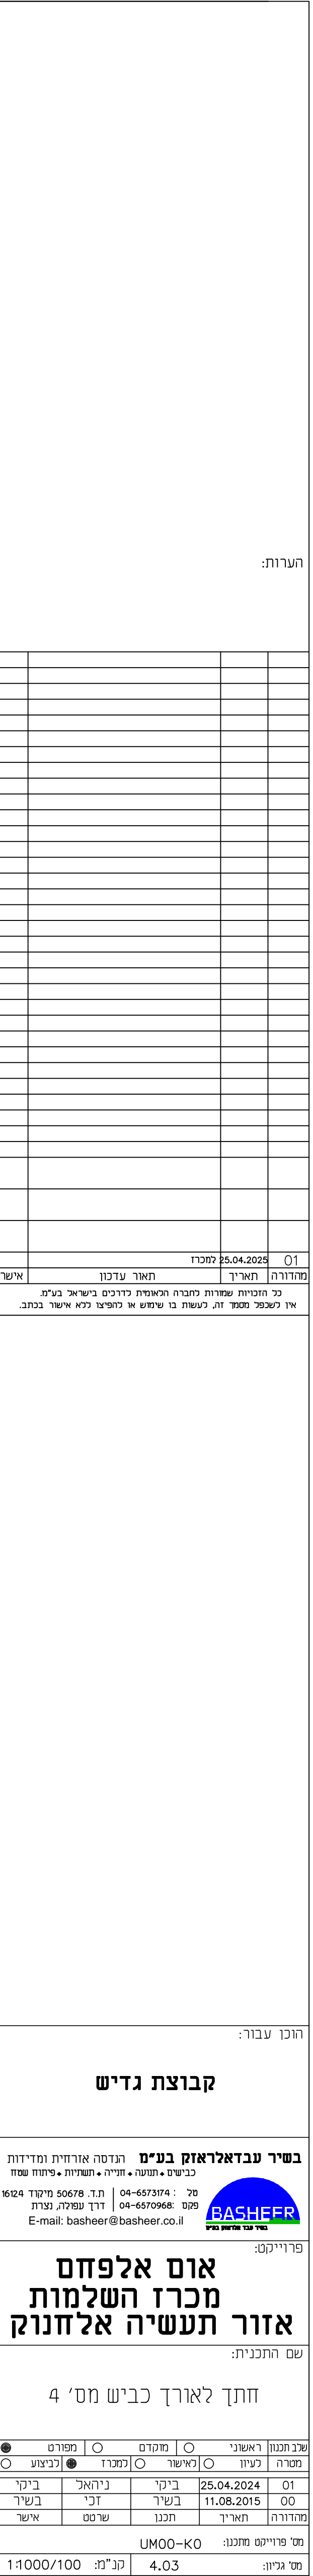 הערות:
01 25.04.2025 למכרז
מהדורה תאריך תאור עדכון אישר
כל הזכויות שמורות לחברה הלאומית לדרכים בישראל בע"מ.
אין לשכפל מסמך זה, לעשות בו שימוש או להפיצו ללא אישור בכתב.
הוכן עבור:
קבוצת גדיש
בשיר עבדאלראזק בע"מ הנדסה אזרחית ומדידות
כבישים • תנועה • חנייה • תשתיות • פיתוח שטח
טל : 04-6573174 ת.ד. 50678 מיקוד 16124
פקס: 04-6570968 דרך עפולה, נצרת
E-mail: basheer@basheer.co.il
BASHEER
בשיר עבד אלראזק בע"מ
פרוייקט:
אום אלפחם
מכרז השלמות
אזור תעשיה אלחנוק
שם התכנית:
חתך לאורך כביש מס' 4
שלב תכנון ראשוני מוקדם מפורט
מטרה לעיון לאישור למכרז לביצוע
01 25.04.2024 ביקי ניהאל ביקי
00 11.08.2015 בשיר זכי בשיר
מהדורה תאריך תכנן שרטט אישר
מס' פרוייקט מתכנן: UM00-K0
מס' גליון: 4.03 קנ"מ: 1:1000/100